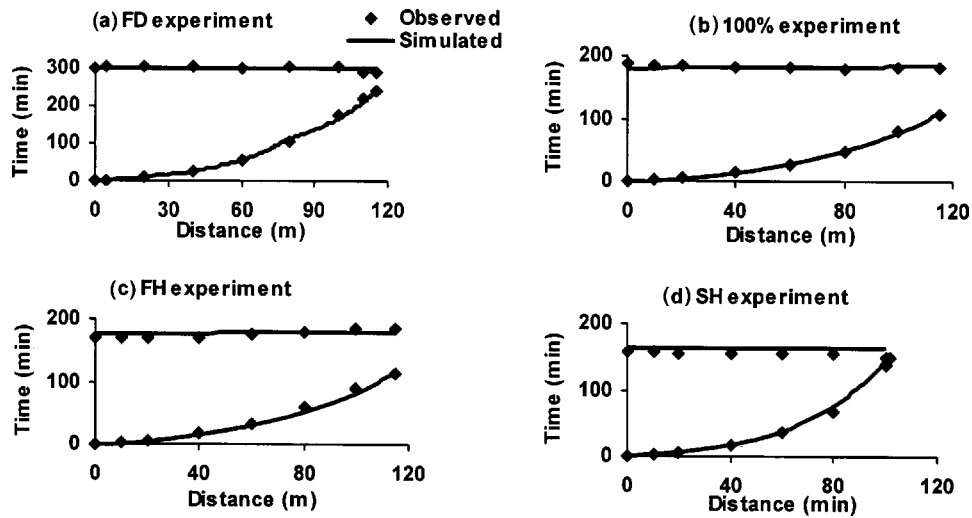 (a) FD experiment
Observed
Simulated
Time (min)
300
200
100
0
0 30 60 90 120
Distance (m)
(b) 100% experiment
Time (min)
200
100
0
0 40 80 120
Distance (m)
(c) FH experiment
Time (min)
200
100
0
0 40 80 120
Distance (m)
(d) SH experiment
Time (min)
200
100
0
0 40 80 120
Distance (min)